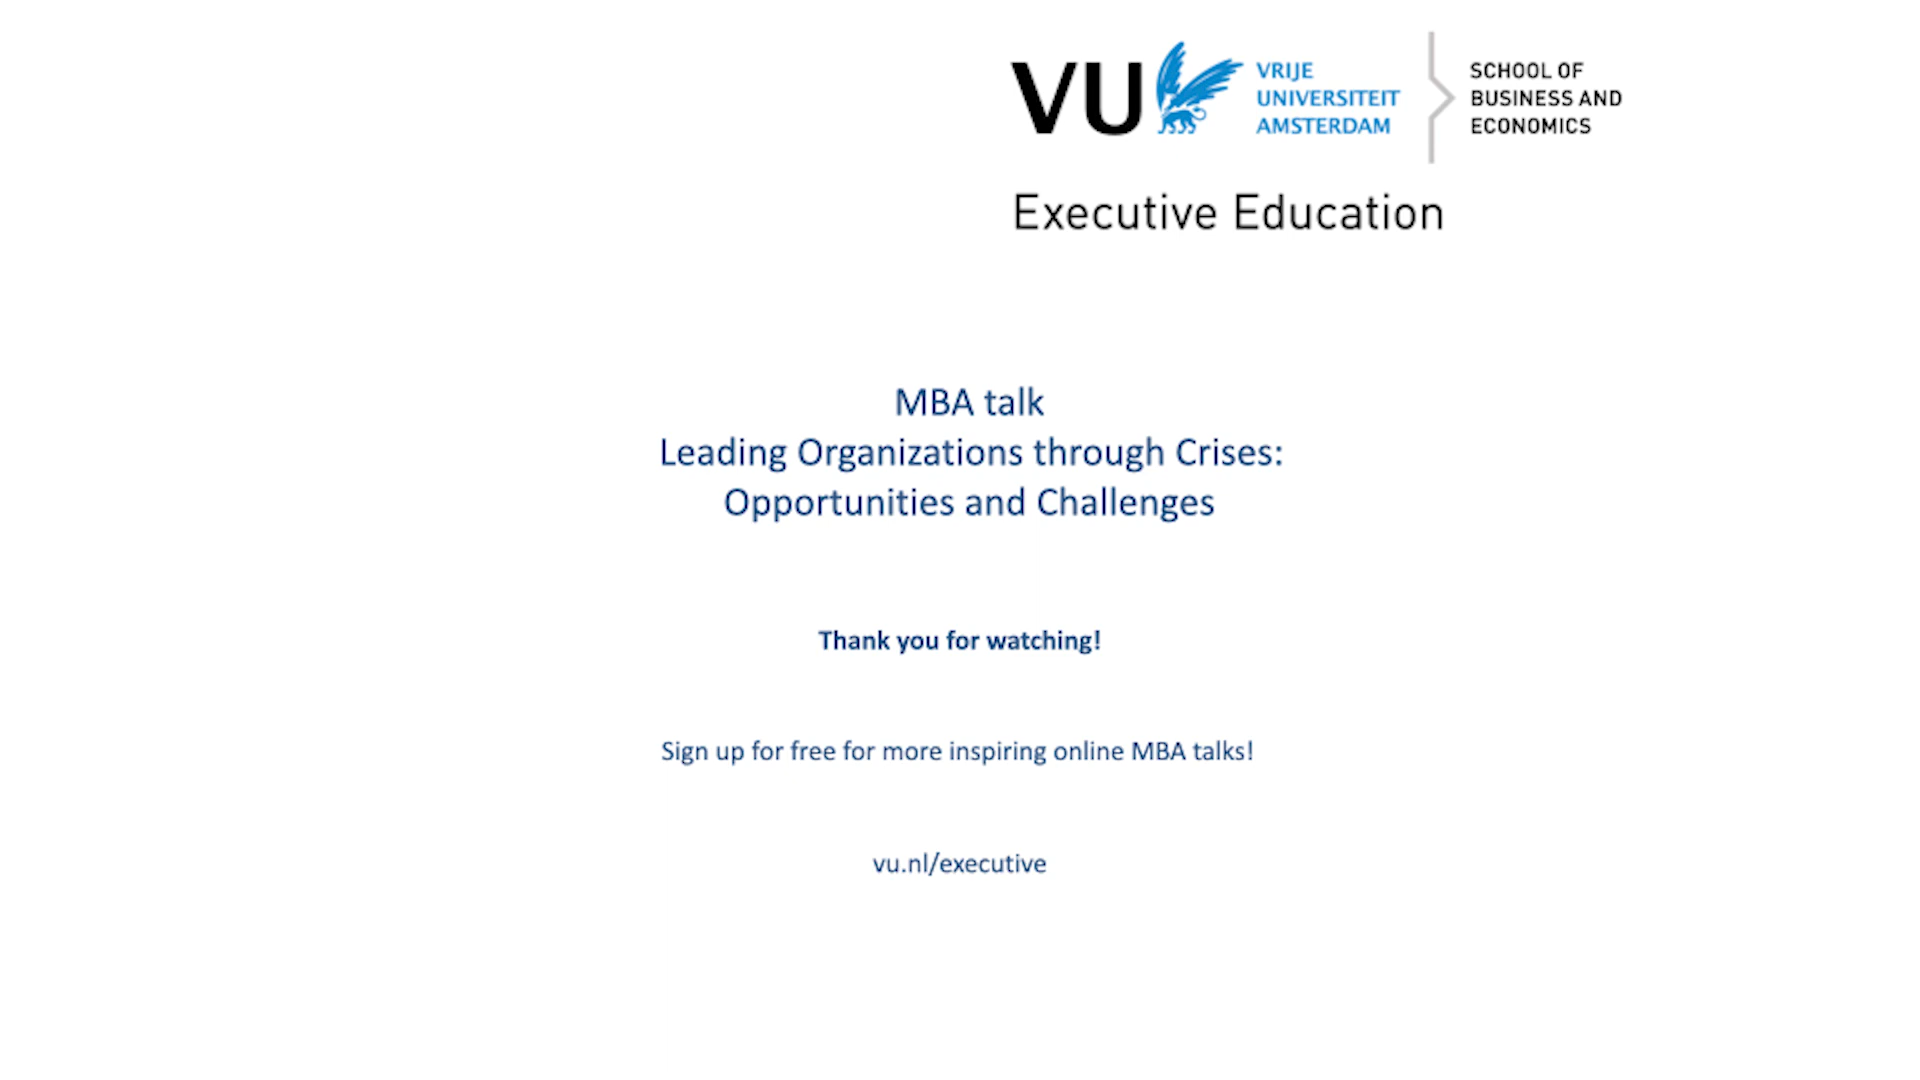 VU
VRIJE
UNIVERSITEIT
AMSTERDAM
SCHOOL OF
BUSINESS AND
ECONOMICS
Executive Education
MBA talk
Leading Organizations through Crises:
Opportunities and Challenges
Thank you for watching!
Sign up for free for more inspiring online MBA talks!
vu.nl/executive